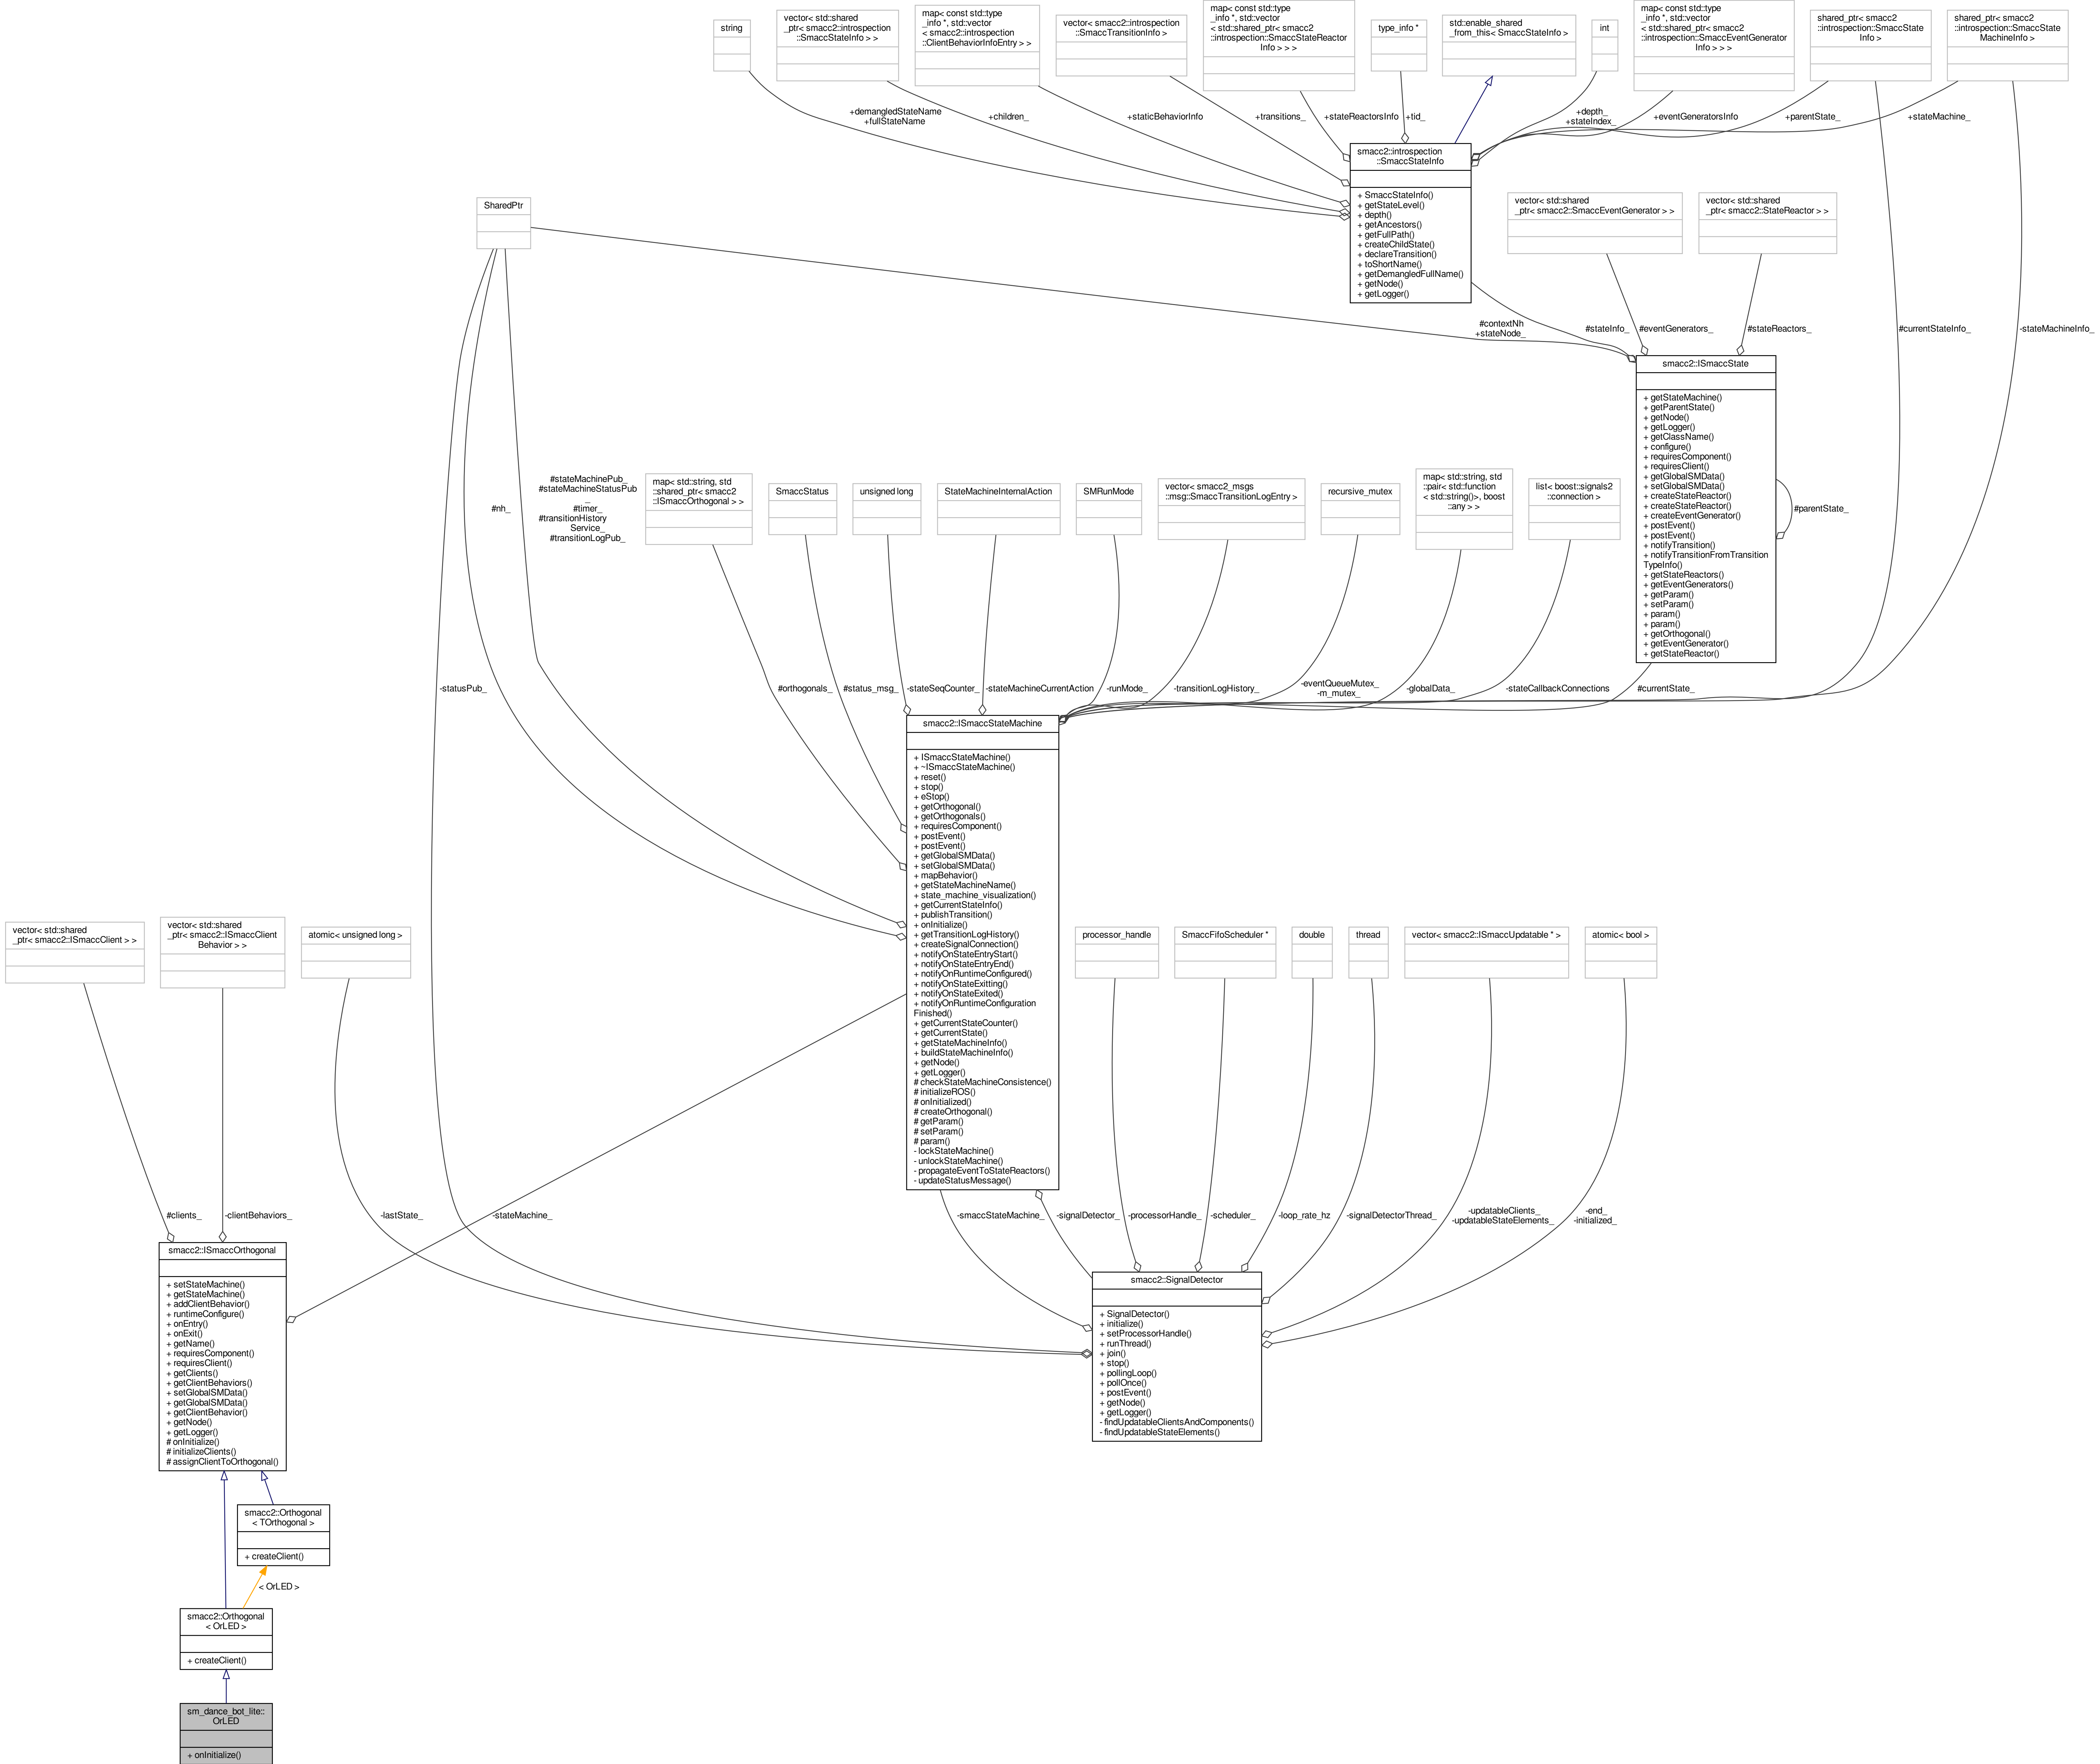 string
vector< std::shared
_ptr< smacc2::introspection
::SmaccStateInfo > >
map< const std::type
_info *, std::vector
< smacc2::introspection
::ClientBehaviorInfoEntry > >
vector< smacc2::introspection
::SmaccTransitionInfo >
map< const std::type
_info *, std::vector
< std::shared_ptr< smacc2
::introspection::SmaccStateReactor
Info > > >
type_info *
std::enable_shared
_from_this< SmaccStateInfo >
int
map< const std::type
_info *, std::vector
< std::shared_ptr< smacc2
::introspection::SmaccEventGenerator
Info > > >
shared_ptr< smacc2
::introspection::SmaccState
Info >
shared_ptr< smacc2
::introspection::SmaccState
MachineInfo >
+demangledStateName
+fullStateName
+children_
+staticBehaviorInfo
+transitions_
+stateReactorsInfo
+tid_
+depth_
+stateIndex_
+eventGeneratorsInfo
+parentState_
+stateMachine_
smacc2::introspection
::SmaccStateInfo
+ SmaccStateInfo()
+ getStateLevel()
+ depth()
+ getAncestors()
+ getFullPath()
+ createChildState()
+ declareTransition()
+ toShortName()
+ getDemangledFullName()
+ getNode()
+ getLogger()
SharedPtr
vector< std::shared
_ptr< smacc2::SmaccEventGenerator > >
vector< std::shared
_ptr< smacc2::StateReactor > >
#contextNh
+stateNode_
#stateInfo_
#eventGenerators_
#stateReactors_
#currentStateInfo_
-stateMachineInfo_
smacc2::ISmaccState
+ getStateMachine()
+ getParentState()
+ getNode()
+ getLogger()
+ getClassName()
+ configure()
+ requiresComponent()
+ requiresClient()
+ getGlobalSMData()
+ setGlobalSMData()
+ createStateReactor()
+ createStateReactor()
+ createEventGenerator()
+ postEvent()
+ postEvent()
+ notifyTransition()
+ notifyTransitionFromTransition
TypeInfo()
+ getStateReactors()
+ getEventGenerators()
+ getParam()
+ setParam()
+ param()
+ param()
+ getOrthogonal()
+ getEventGenerator()
+ getStateReactor()
#parentState_
#nh_
#stateMachinePub_
#stateMachineStatusPub
_
#timer_
#transitionHistory
Service_
#transitionLogPub_
map< std::string, std
::shared_ptr< smacc2
::ISmaccOrthogonal > >
SmaccStatus
unsigned long
StateMachineInternalAction
SMRunMode
vector< smacc2_msgs
::msg::SmaccTransitionLogEntry >
recursive_mutex
map< std::string, std
::pair< std::function
< std::string()>, boost
::any > >
list< boost::signals2
::connection >
-statusPub_
#orthogonals_
#status_msg_
-stateSeqCounter_
-stateMachineCurrentAction
-runMode_
-transitionLogHistory_
-eventQueueMutex_
-m_mutex_
-globalData_
-stateCallbackConnections
#currentState_
smacc2::ISmaccStateMachine
+ ISmaccStateMachine()
+ ~ISmaccStateMachine()
+ reset()
+ stop()
+ eStop()
+ getOrthogonal()
+ getOrthogonals()
+ requiresComponent()
+ postEvent()
+ postEvent()
+ getGlobalSMData()
+ setGlobalSMData()
+ mapBehavior()
+ getStateMachineName()
+ state_machine_visualization()
+ getCurrentStateInfo()
+ publishTransition()
+ onInitialize()
+ getTransitionLogHistory()
+ createSignalConnection()
+ notifyOnStateEntryStart()
+ notifyOnStateEntryEnd()
+ notifyOnRuntimeConfigured()
+ notifyOnStateExitting()
+ notifyOnStateExited()
+ notifyOnRuntimeConfiguration
Finished()
+ getCurrentStateCounter()
+ getCurrentState()
+ getStateMachineInfo()
+ buildStateMachineInfo()
+ getNode()
+ getLogger()
# checkStateMachineConsistence()
# initializeROS()
# onInitialized()
# createOrthogonal()
# getParam()
# setParam()
# param()
- lockStateMachine()
- unlockStateMachine()
- propagateEventToStateReactors()
- updateStatusMessage()
vector< std::shared
_ptr< smacc2::ISmaccClient > >
vector< std::shared
_ptr< smacc2::ISmaccClient
Behavior > >
atomic< unsigned long >
processor_handle
SmaccFifoScheduler *
double
thread
vector< smacc2::ISmaccUpdatable * >
atomic< bool >
#clients_
-clientBehaviors_
-lastState_
-stateMachine_
-smaccStateMachine_
-signalDetector_
-processorHandle_
-scheduler_
-loop_rate_hz
-signalDetectorThread_
-updatableClients_
-updatableStateElements_
-end_
-initialized_
smacc2::ISmaccOrthogonal
+ setStateMachine()
+ getStateMachine()
+ addClientBehavior()
+ runtimeConfigure()
+ onEntry()
+ onExit()
+ getName()
+ requiresComponent()
+ requiresClient()
+ getClients()
+ getClientBehaviors()
+ setGlobalSMData()
+ getGlobalSMData()
+ getClientBehavior()
+ getNode()
+ getLogger()
# onInitialize()
# initializeClients()
# assignClientToOrthogonal()
smacc2::SignalDetector
+ SignalDetector()
+ initialize()
+ setProcessorHandle()
+ runThread()
+ join()
+ stop()
+ pollingLoop()
+ pollOnce()
+ postEvent()
+ getNode()
+ getLogger()
- findUpdatableClientsAndComponents()
- findUpdatableStateElements()
smacc2::Orthogonal
< TOrthogonal >
+ createClient()
< OrLED >
smacc2::Orthogonal
< OrLED >
+ createClient()
sm_dance_bot_lite::
OrLED
+ onInitialize()